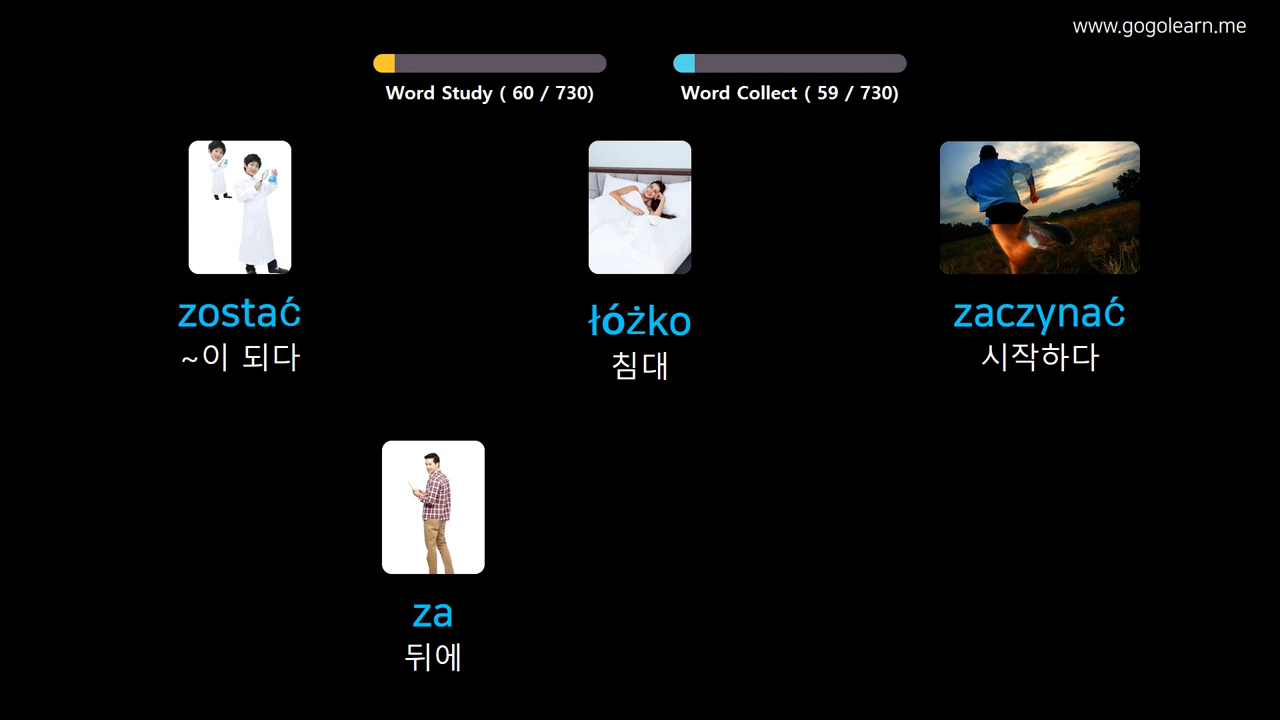 www.gogolearn.me
Word Study ( 60 / 730)
Word Collect ( 59 / 730)
zostać
~이 되다
łóżko
침대
zaczynać
시작하다
za
뒤에